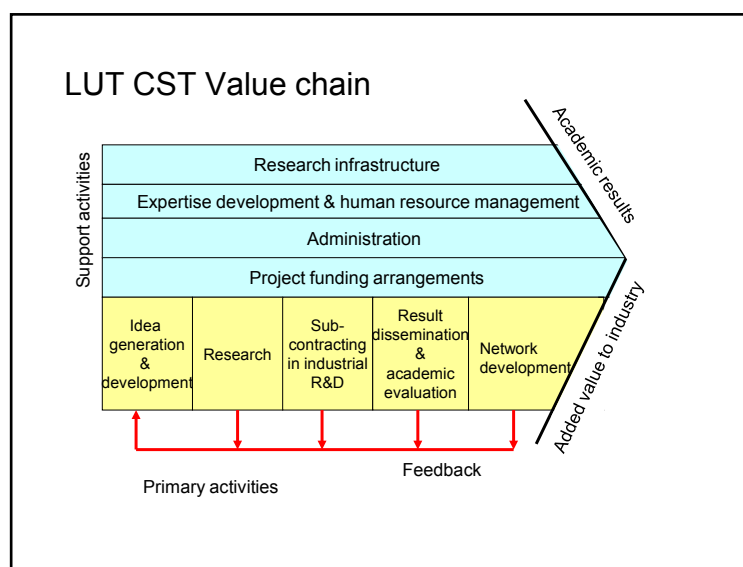 LUT CST Value chain
Academic results
Support activities
Research infrastructure
Expertise development & human resource management
Administration
Project funding arrangements
Idea
generation
&
development
Research
Sub-
contracting
in industrial
R&D
Result
dissemination
&
academic
evaluation
Network
development
Added value to industry
Feedback
Primary activities